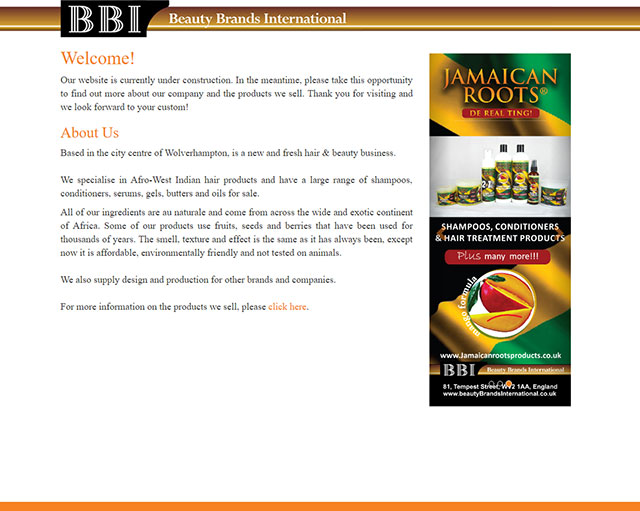 BBI Beauty Brands International
Welcome!
Our website is currently under construction. In the meantime, please take this opportunity
to find out more about our company and the products we sell. Thank you for visiting and
we look forward to your custom!
About Us
Based in the city centre of Wolverhampton, is a new and fresh hair & beauty business.
We specialise in Afro-West Indian hair products and have a large range of shampoos,
conditioners, serums, gels, butters and oils for sale.
All of our ingredients are au naturale and come from across the wide and exotic continent
of Africa. Some of our products use fruits, seeds and berries that have been used for
thousands of years. The smell, texture and effect is the same as it has always been, except
now it is affordable, environmentally friendly and not tested on animals.
We also supply design and production for other brands and companies.
For more information on the products we sell, please click here.
JAMAICAN
ROOTS®
DE REAL TING!
SHAMPOOS, CONDITIONERS
& HAIR TREATMENT PRODUCTS
Plus many more!!!
mango formula
www.Jamaicanrootsproducts.co.uk
BBI Beauty Brands International
81, Tempest Street, WV2 1AA, England
www.beautyBrandsInternational.co.uk